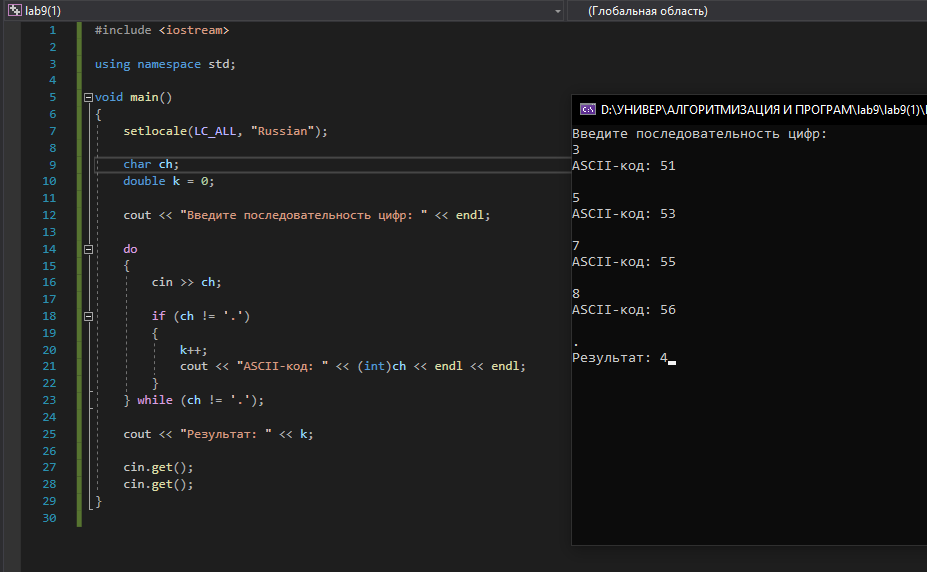 lab9(1)
(Глобальная область)
1 #include <iostream>
2
3 using namespace std;
4
5 void main()
6 {
7 setlocale(LC_ALL, "Russian");
8
9 char ch;
10 double k = 0;
11
12 cout << "Введите последовательность цифр: " << endl;
13
14 do
15 {
16 cin >> ch;
17
18 if (ch != '.')
19 {
20 k++;
21 cout << "ASCII-код: " << (int)ch << endl << endl;
22 }
23 } while (ch != '.');
24
25 cout << "Результат: " << k;
26
27 cin.get();
28 cin.get();
29 }
30
D:\УНИВЕР\АЛГОРИТМИЗАЦИЯ И ПРОГРАМ\lab9\lab9(1)\
Введите последовательность цифр:
3
ASCII-код: 51
5
ASCII-код: 53
7
ASCII-код: 55
8
ASCII-код: 56
.
Результат: 4